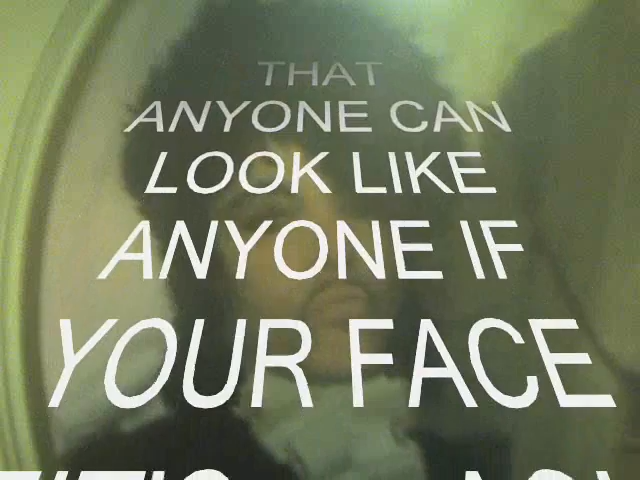 THAT
ANYONE CAN
LOOK LIKE
ANYONE IF
YOUR FACE